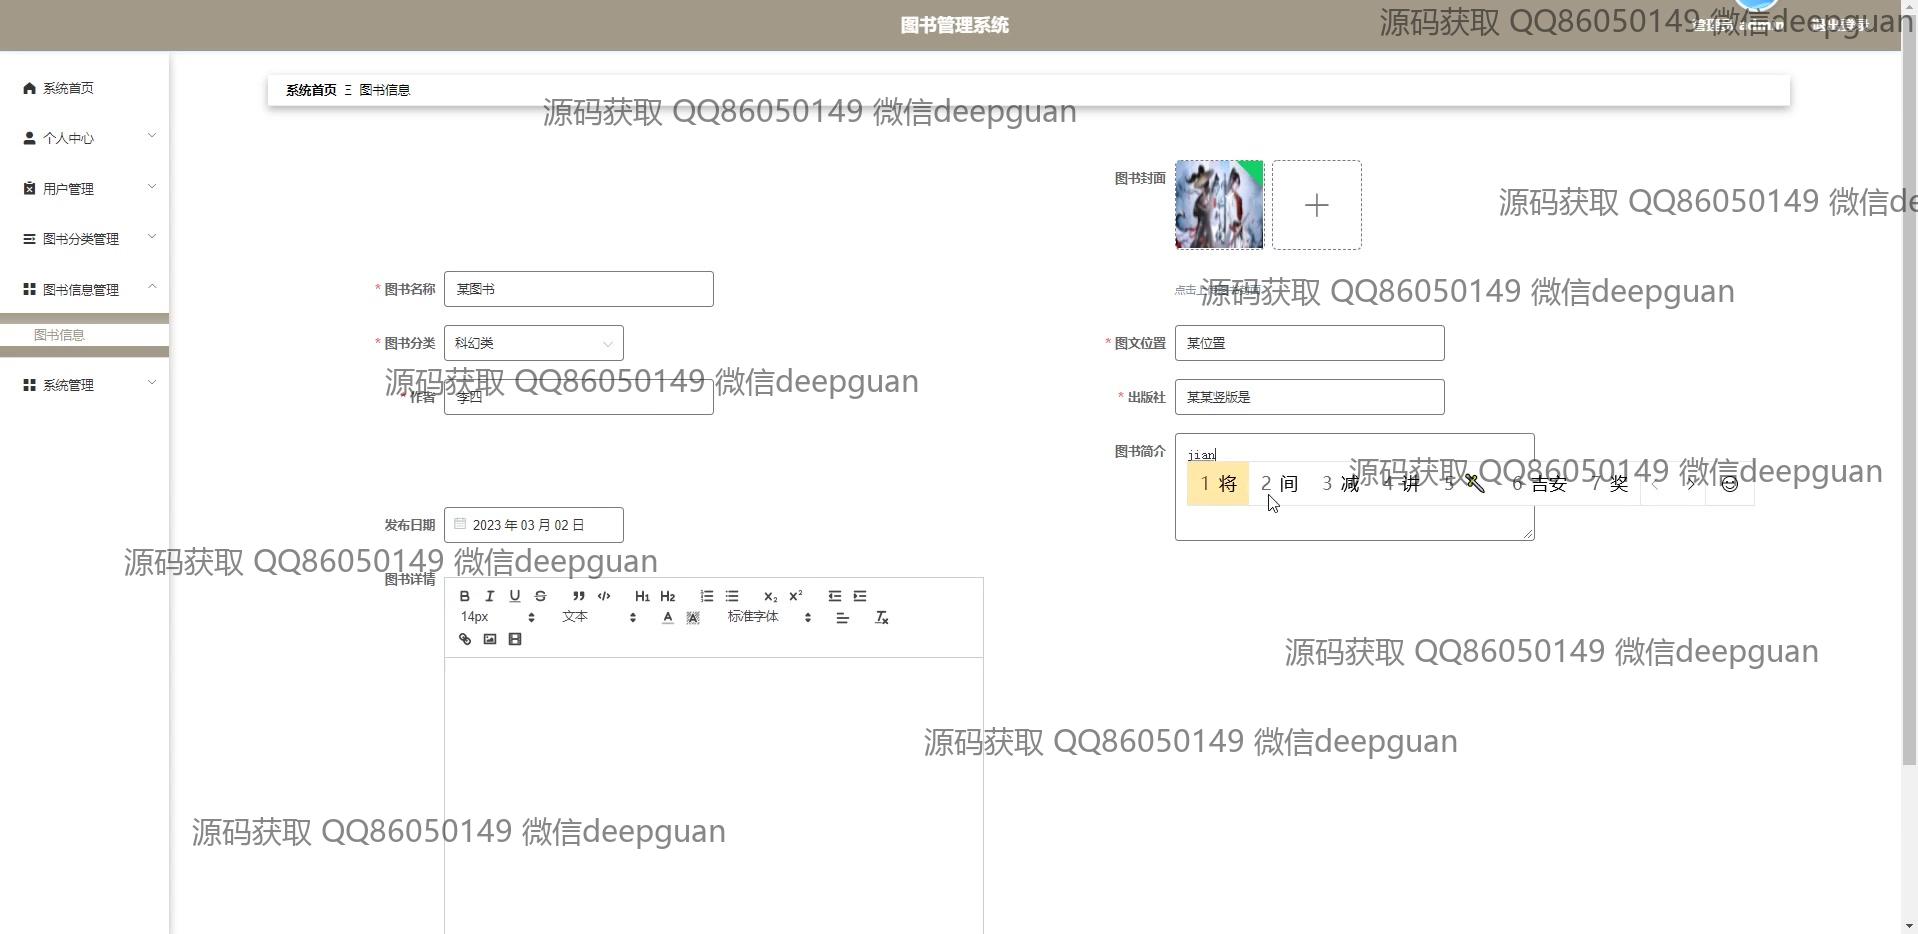 图书管理系统
管理员 admin 退出登录
源码获取 QQ86050149 微信deepguan
系统首页
系统首页 Ξ 图书信息
源码获取 QQ86050149 微信deepguan
个人中心
用户管理
图书封面
源码获取 QQ86050149 微信de
图书分类管理
图书信息管理
* 图书名称 某图书
源码获取 QQ86050149 微信deepguan
图书信息
* 图书分类 科幻类
* 图文位置 某位置
系统管理
源码获取 QQ86050149 微信deepguan
* 作者 李四
* 出版社 某某竖版是
图书简介 jian
源码获取 QQ86050149 微信deepguan
1 将 2 间 3 减 4 讲 5 6 吉安 7 奖
发布日期 2023 年 03 月 02 日
源码获取 QQ86050149 微信deepguan
图书详情
B I U S ” </> H1 H2 X₂ X²
14px 文本 A A 标准字体 Tx
源码获取 QQ86050149 微信deepguan
源码获取 QQ86050149 微信deepguan
源码获取 QQ86050149 微信deepguan